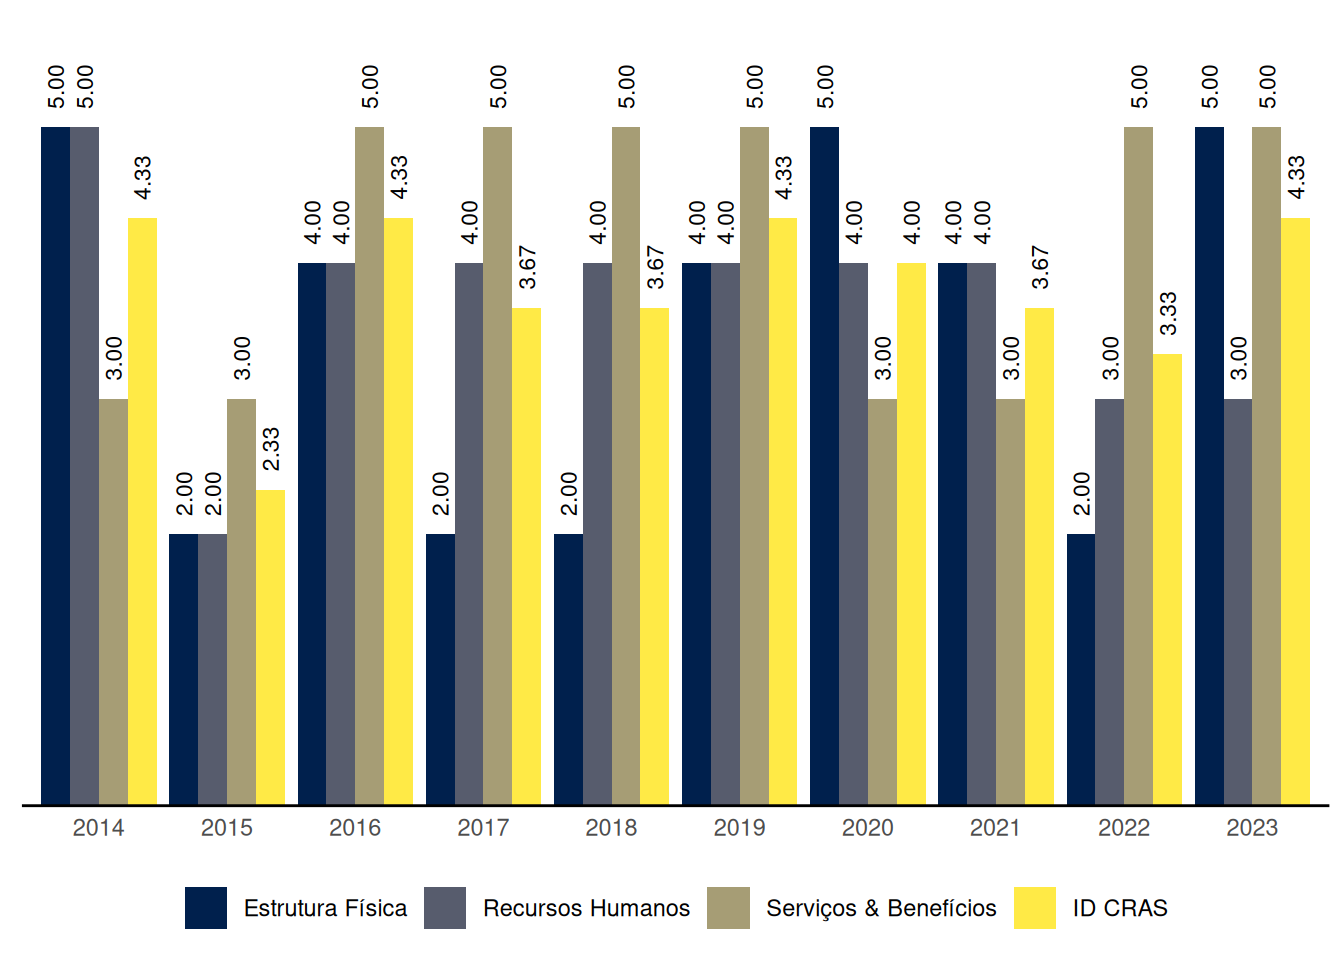 5.00 5.00 3.00 4.33 2.00 2.00 3.00 2.33 4.00 4.00 5.00 4.33 2.00 4.00 5.00 3.67 2.00 4.00 5.00 3.67 4.00 4.00 5.00 4.33 5.00 4.00 3.00 4.00 4.00 4.00 3.00 3.67 2.00 3.00 5.00 3.33 5.00 3.00 5.00 4.33
2014 2015 2016 2017 2018 2019 2020 2021 2022 2023
Estrutura Física Recursos Humanos Serviços & Benefícios ID CRAS